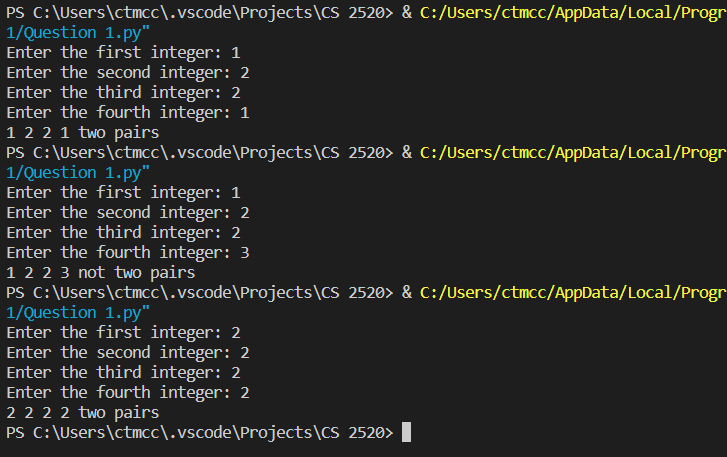 PS C:\Users\ctmcc\.vscode\Projects\CS 2520> & C:/Users/ctmcc/AppData/Local/Progr
1/Question 1.py"
Enter the first integer: 1
Enter the second integer: 2
Enter the third integer: 2
Enter the fourth integer: 1
1 2 2 1 two pairs
PS C:\Users\ctmcc\.vscode\Projects\CS 2520> & C:/Users/ctmcc/AppData/Local/Progr
1/Question 1.py"
Enter the first integer: 1
Enter the second integer: 2
Enter the third integer: 2
Enter the fourth integer: 3
1 2 2 3 not two pairs
PS C:\Users\ctmcc\.vscode\Projects\CS 2520> & C:/Users/ctmcc/AppData/Local/Progr
1/Question 1.py"
Enter the first integer: 2
Enter the second integer: 2
Enter the third integer: 2
Enter the fourth integer: 2
2 2 2 2 two pairs
PS C:\Users\ctmcc\.vscode\Projects\CS 2520>